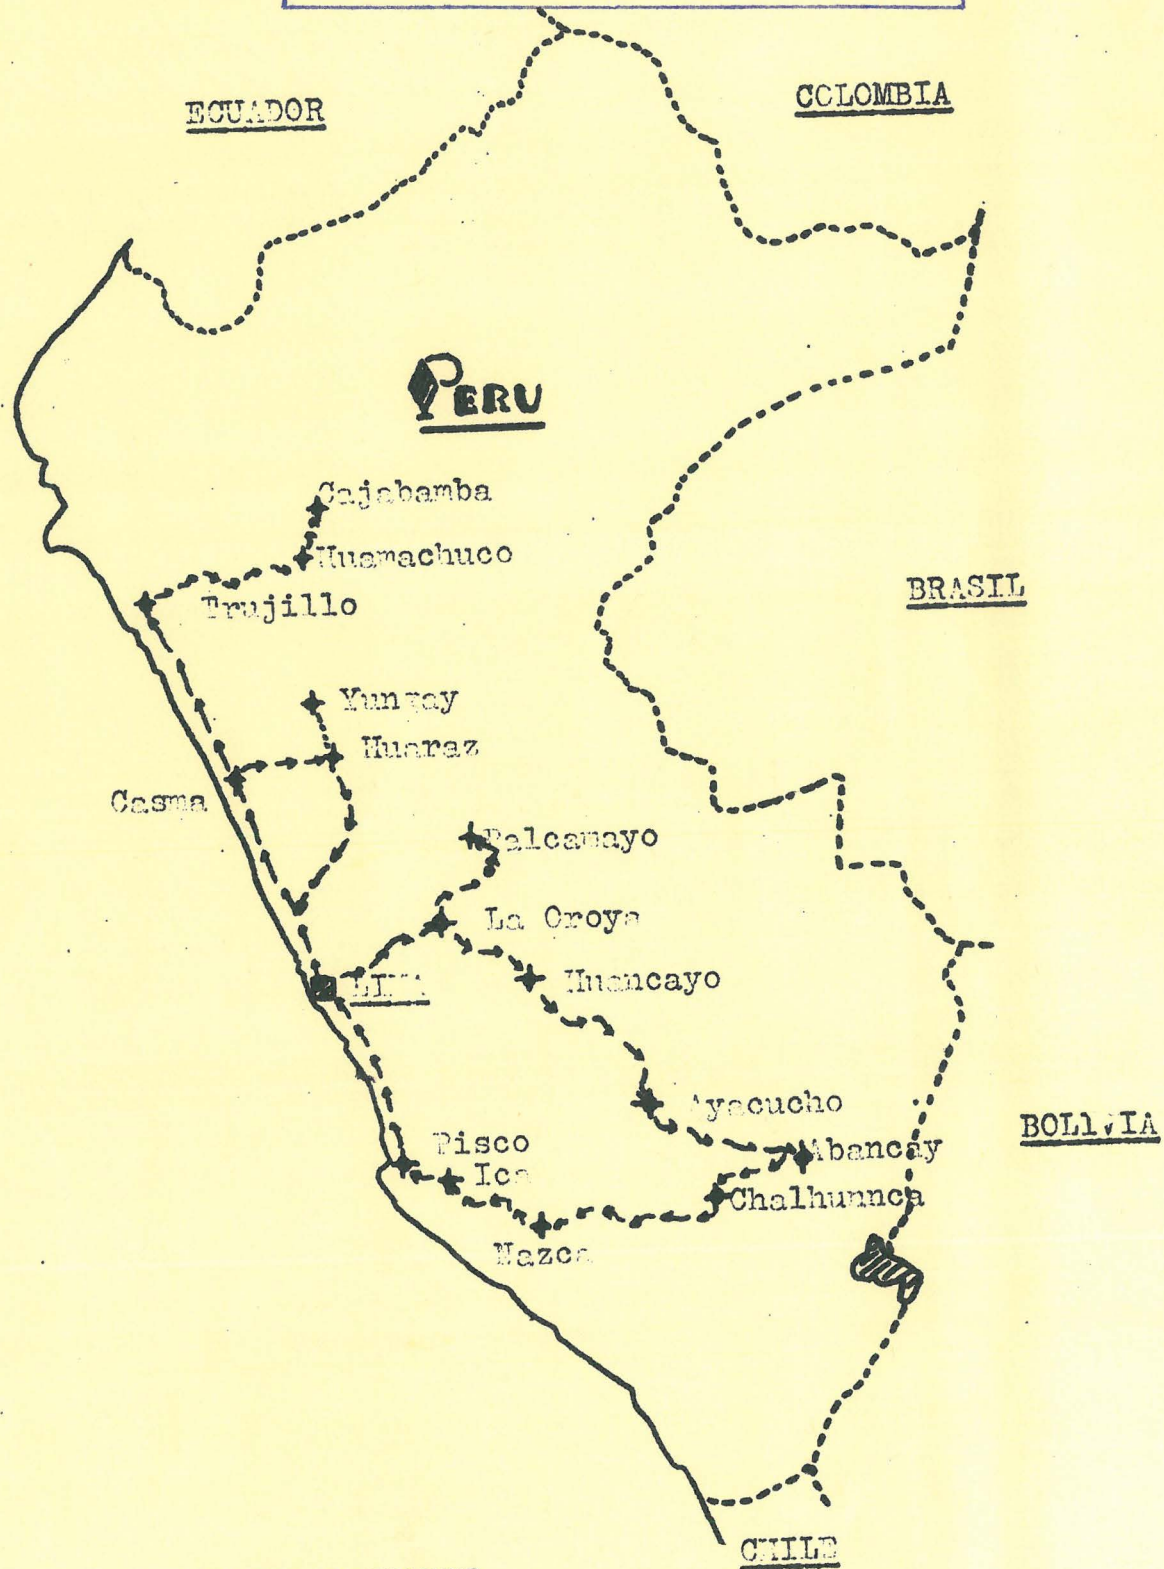 ECUADOR
COLOMBIA
PERU
Cajabamba
Huamachuco
BRASIL
Trujillo
Yungay
Huaraz
Casma
Palcamayo
La Oroya
Huancayo
LIMA
Ayacucho
BOLIVIA
Pisco
Abancay
Ica
Chalhunnca
Nazca
CHILE